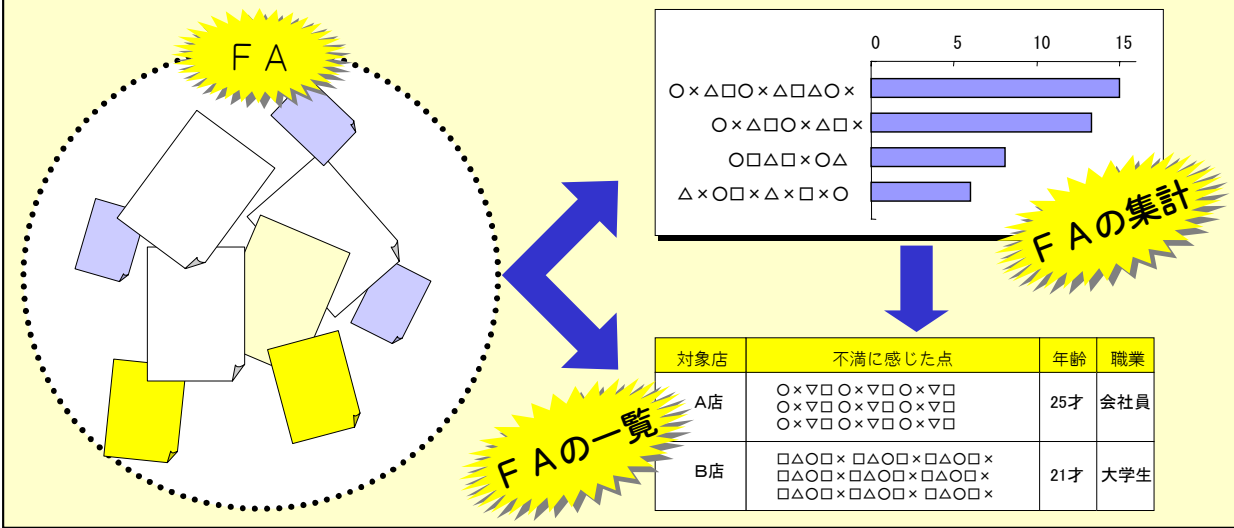 ＦＡ
0 5 10 15
○×△□○×△□△○×
○×△□○×△□×
○□△□×○△
△×○□×△×□×○
ＦＡの集計
ＦＡの一覧
対象店 不満に感じた点 年齢 職業
A店 25才 会社員
○×▽□ ○×▽□ ○×▽□
○×▽□ ○×▽□ ○×▽□
○×▽□ ○×▽□ ○×▽□
B店 21才 大学生
□△○□× □△○□× □△○□×
□△○□× □△○□× □△○□×
□△○□× □△○□× □△○□×